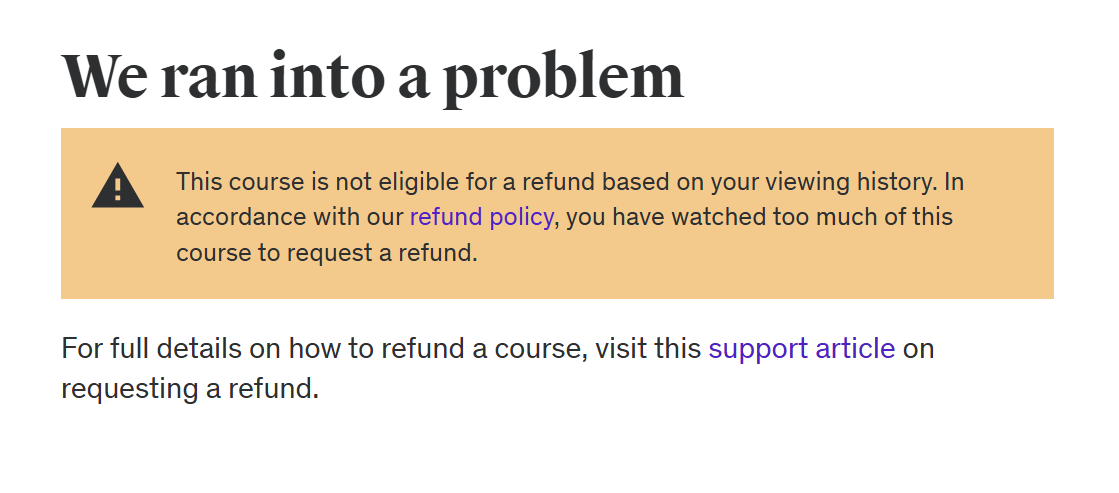 We ran into a problem
This course is not eligible for a refund based on your viewing history. In
accordance with our refund policy, you have watched too much of this
course to request a refund.
For full details on how to refund a course, visit this support article on
requesting a refund.